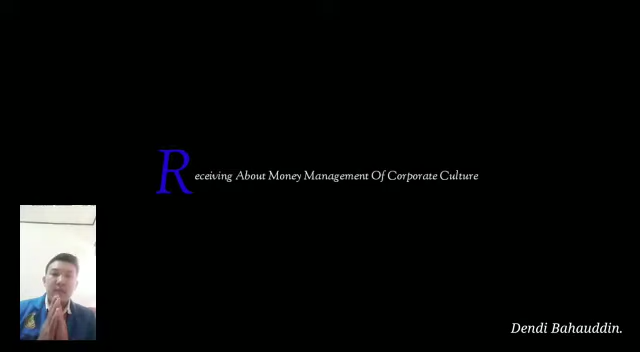 Receiving About Money Management Of Corporate Culture
Dendi Bahauddin.